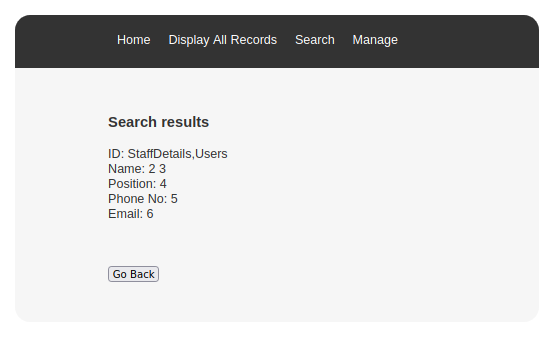 Home Display All Records Search Manage
Search results
ID: StaffDetails,Users
Name: 2 3
Position: 4
Phone No: 5
Email: 6
Go Back